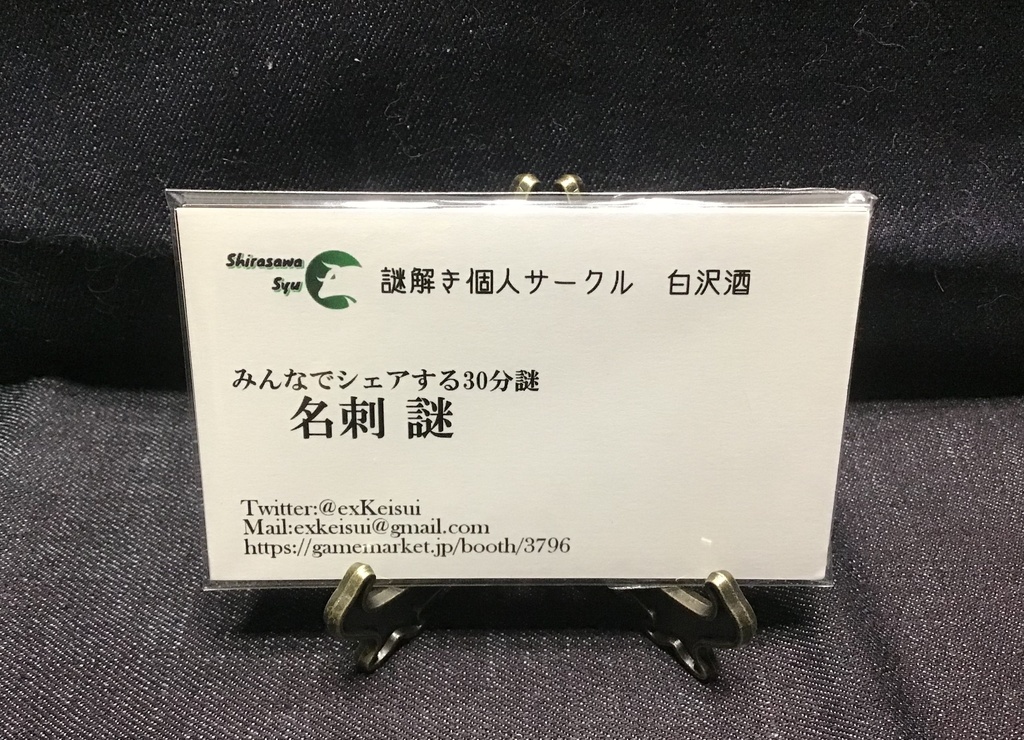 Shirasawa
Syu
謎解き個人サークル　白沢酒
みんなでシェアする30分謎
名刺 謎
Twitter:@exKeisui
Mail:exkeisui@gmail.com
https://gamemarket.jp/booth/3796